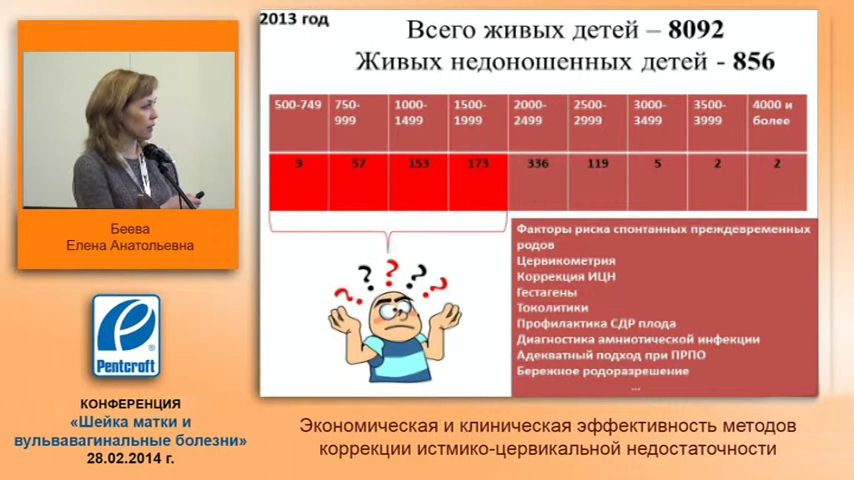 2013 год
Всего живых детей – 8092
Живых недоношенных детей - 856
500-749 750-999 1000-1499 1500-1999 2000-2499 2500-2999 3000-3499 3500-3999 4000 и более
9 57 153 173 336 119 5 2 2
Факторы риска спонтанных преждевременных
родов
Цервикометрия
Коррекция ИЦН
Гестагены
Токолитики
Профилактика СДР плода
Диагностика амниотической инфекции
Адекватный подход при ПРПО
Бережное родоразрешение
...
? ? ? ? ?
Беева
Елена Анатольевна
Pentcroft
КОНФЕРЕНЦИЯ
«Шейка матки и
вульвавагинальные болезни»
28.02.2014 г.
Экономическая и клиническая эффективность методов
коррекции истмико-цервикальной недостаточности